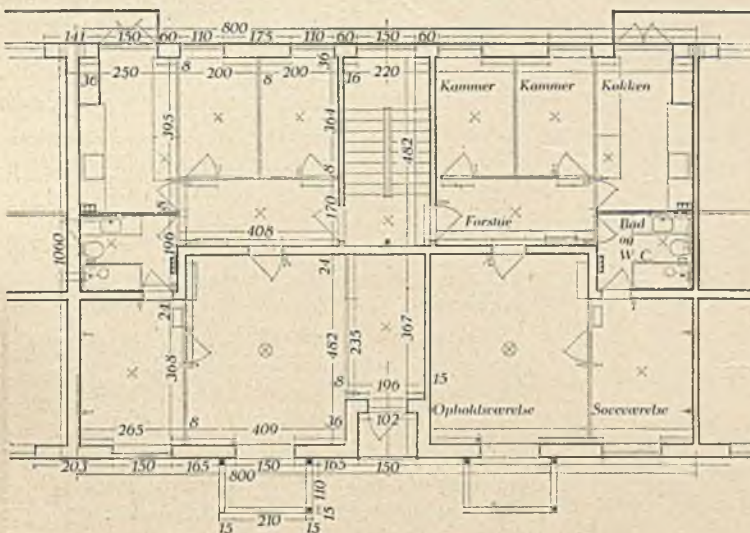 800
141 150 60 110 175 110 60 150 60
36 250 8 200 8 200 36 16 220
Kammer Kammer Køkken
395 364 482
8
5 170
408 Forstue
196 Bad
og
W.C.
1060
24 24
368 482 235 367
8 196 15
265 8 409 36 102 Opholdsværelse Soveværelse
203 150 165 150 165 150
800
110
210 15
15 15